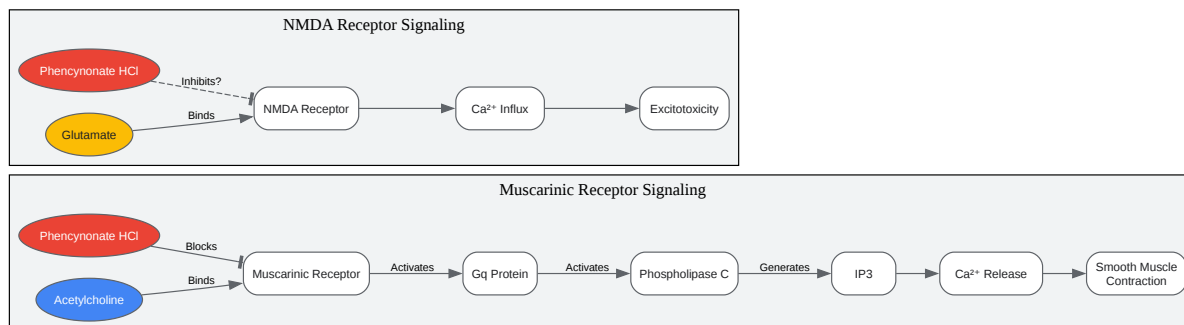 NMDA Receptor Signaling
Phencynonate HCl
Inhibits?
Glutamate
Binds
NMDA Receptor
Ca²⁺ Influx
Excitotoxicity
Muscarinic Receptor Signaling
Phencynonate HCl
Blocks
Acetylcholine
Binds
Muscarinic Receptor
Activates
Gq Protein
Activates
Phospholipase C
Generates
IP3
Ca²⁺ Release
Smooth Muscle
Contraction